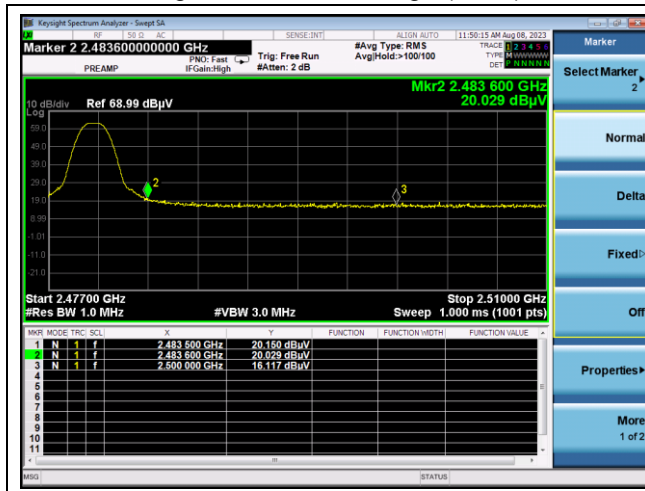 Keysight Spectrum Analyzer - Swept SA
RF 50 Ω AC SENSE:INT ALIGN AUTO 11:50:15 AM Aug 08, 2023
Marker 2 2.483600000000 GHz #Avg Type: RMS TRACE 1 2 3 4 5 6
PNO: Fast Trig: Free Run Avg|Hold:>100/100 TYPE M WWWWW
PREAMP IFGain:High #Atten: 2 dB DET P N N N N N
Mkr2 2.483 600 GHz
10 dB/div Ref 68.99 dBµV 20.029 dBµV
Log
59.0
49.0
39.0
29.0
19.0
8.99
-1.01
-11.0
-21.0
2
3
Start 2.47700 GHz Stop 2.51000 GHz
#Res BW 1.0 MHz #VBW 3.0 MHz Sweep 1.000 ms (1001 pts)
MKR MODE TRC SCL X Y FUNCTION FUNCTION WIDTH FUNCTION VALUE
1 N 1 f 2.483 500 GHz 20.150 dBµV
2 N 1 f 2.483 600 GHz 20.029 dBµV
3 N 1 f 2.500 000 GHz 16.117 dBµV
4
5
6
7
8
9
10
11
MSG STATUS
Marker
Select Marker
2
Normal
Delta
Fixed
Off
Properties
More
1 of 2